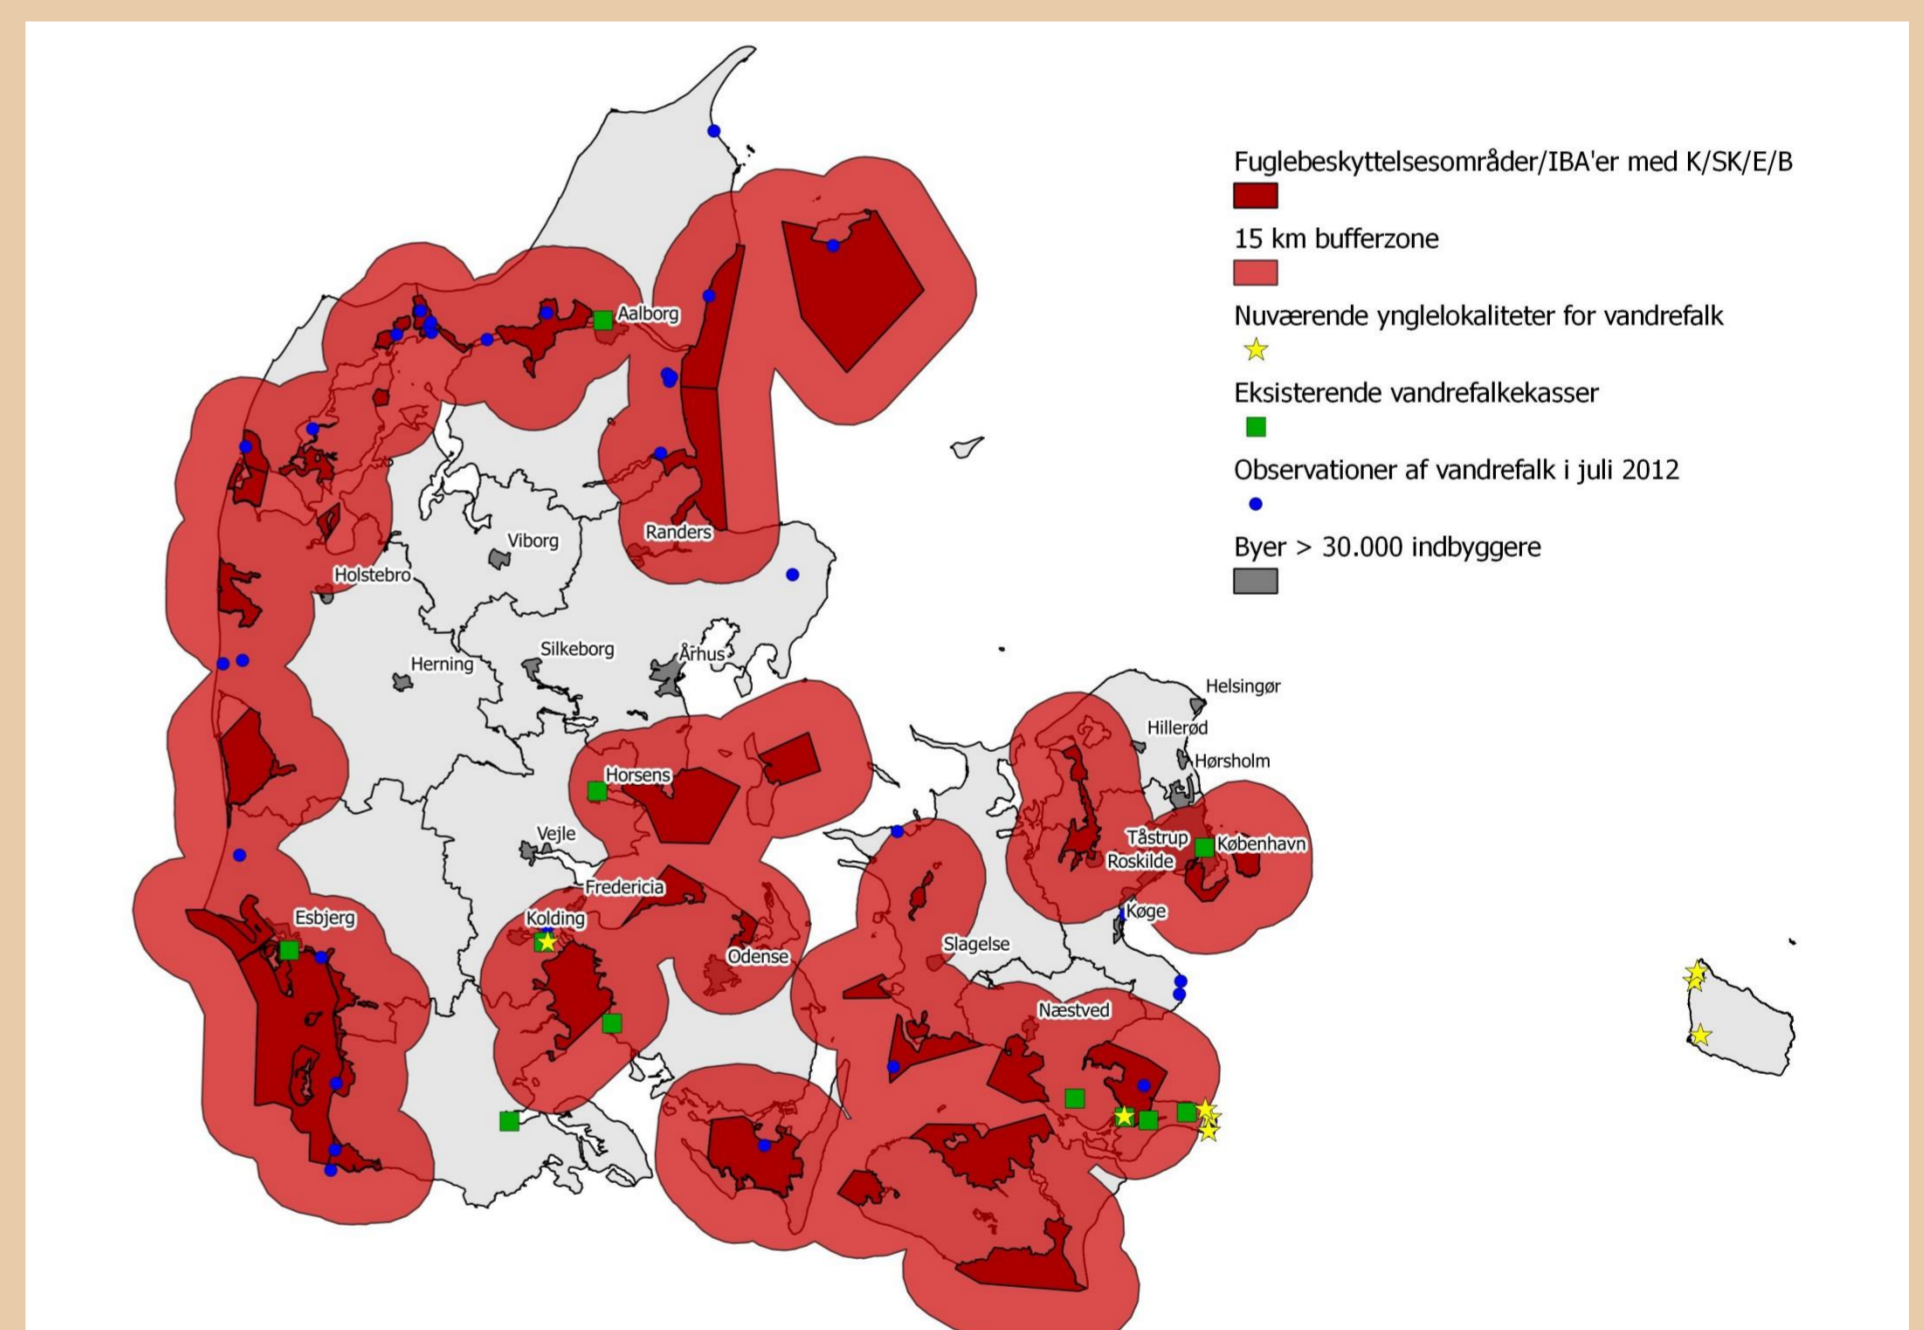 Fuglebeskyttelsesområder/IBA'er med K/SK/E/B
15 km bufferzone
Nuværende ynglelokaliteter for vandrefalk
Eksisterende vandrefalkekasser
Observationer af vandrefalk i juli 2012
Byer > 30.000 indbyggere
Aalborg
Randers
Viborg
Holstebro
Silkeborg
Århus
Herning
Helsingør
Hillerød
Hørsholm
Horsens
Vejle
Tåstrup
København
Roskilde
Fredericia
Køge
Esbjerg
Kolding
Slagelse
Odense
Næstved